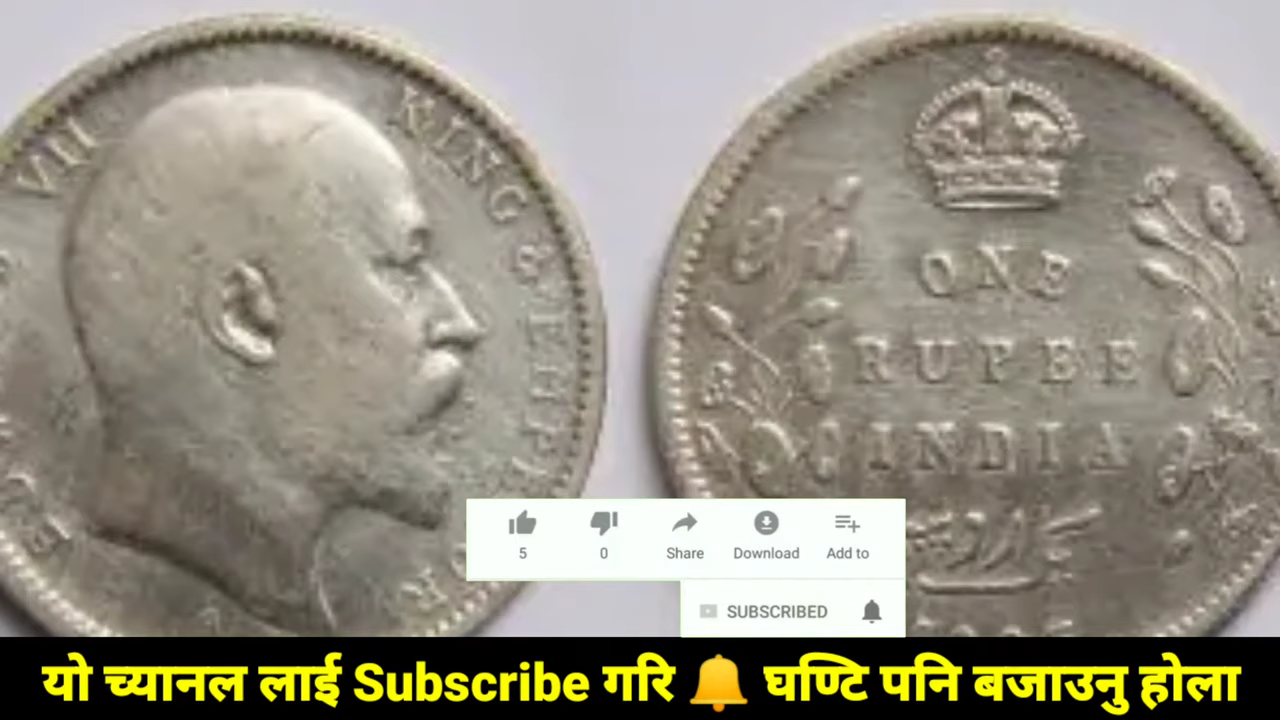 VII KING & EMP
ONE
RUPEE
INDIA
5 0 Share Download Add to
SUBSCRIBED
यो च्यानल लाई Subscribe गरि 🔔 घण्टि पनि बजाउनु होला